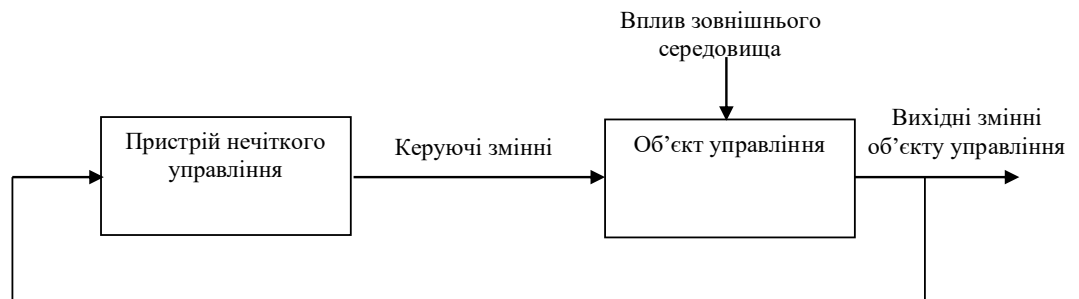 Вплив зовнішнього
середовища
Пристрій нечіткого
управління
Керуючі змінні
Об’єкт управління
Вихідні змінні
об’єкту управління